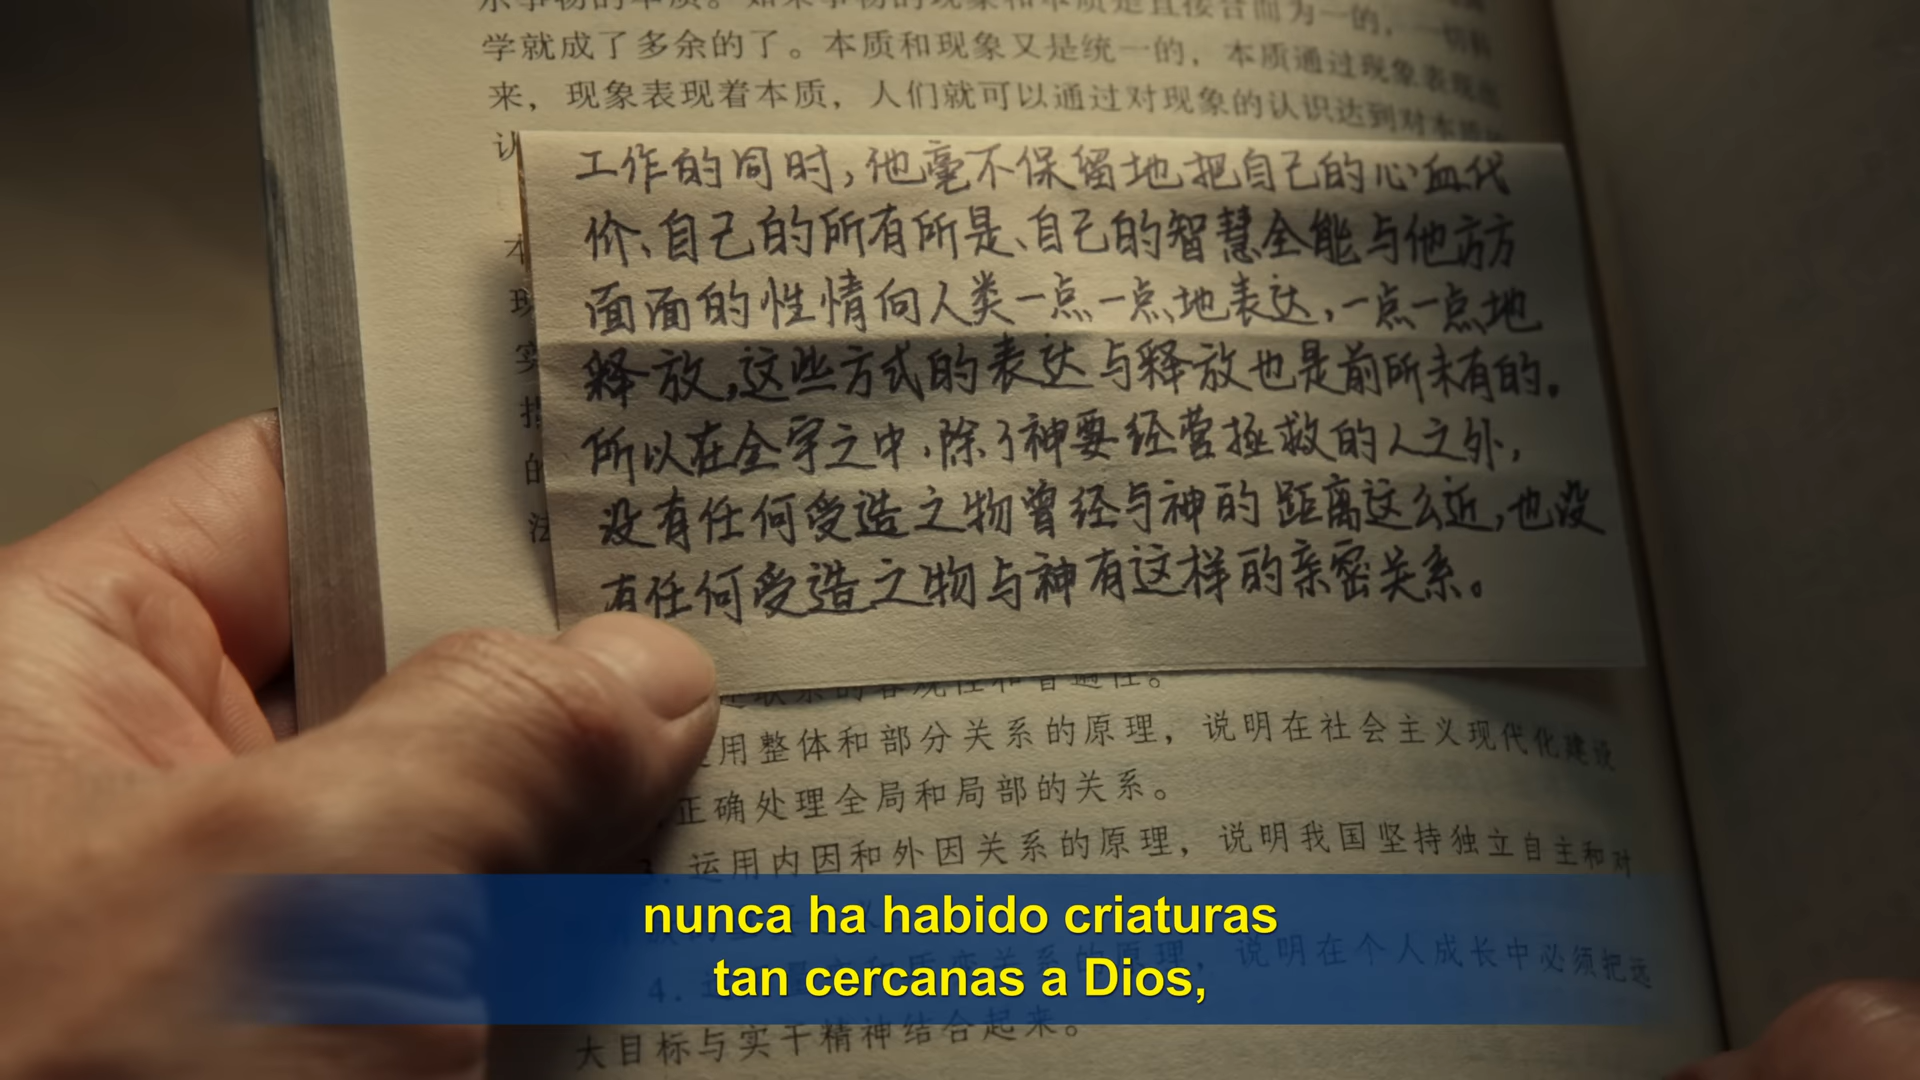 学就成了多余的了。本质和现象又是统一的，本质通过现象表现出
来，现象表现着本质，人们就可以通过对现象的认识达到对本质的
工作的同时,他毫不保留地把自己的心血代
价、自己的所有所是、自己的智慧全能与他方方
面面的性情向人类一点一点地表达,一点一点地
释放,这些方式的表达与释放也是前所未有的。
所以在全宇之中,除了神要经营拯救的人之外,
没有任何受造之物曾经与神的距离这么近,也没
有任何受造之物与神有这样的亲密关系。
用整体和部分关系的原理，说明在社会主义现代化建设
正确处理全局和局部的关系。
3. 运用内因和外因关系的原理，说明我国坚持独立自主和对
nunca ha habido criaturas
4.
说明在个人成长中必须把远
tan cercanas a Dios,
大目标与实干精神结合起来。